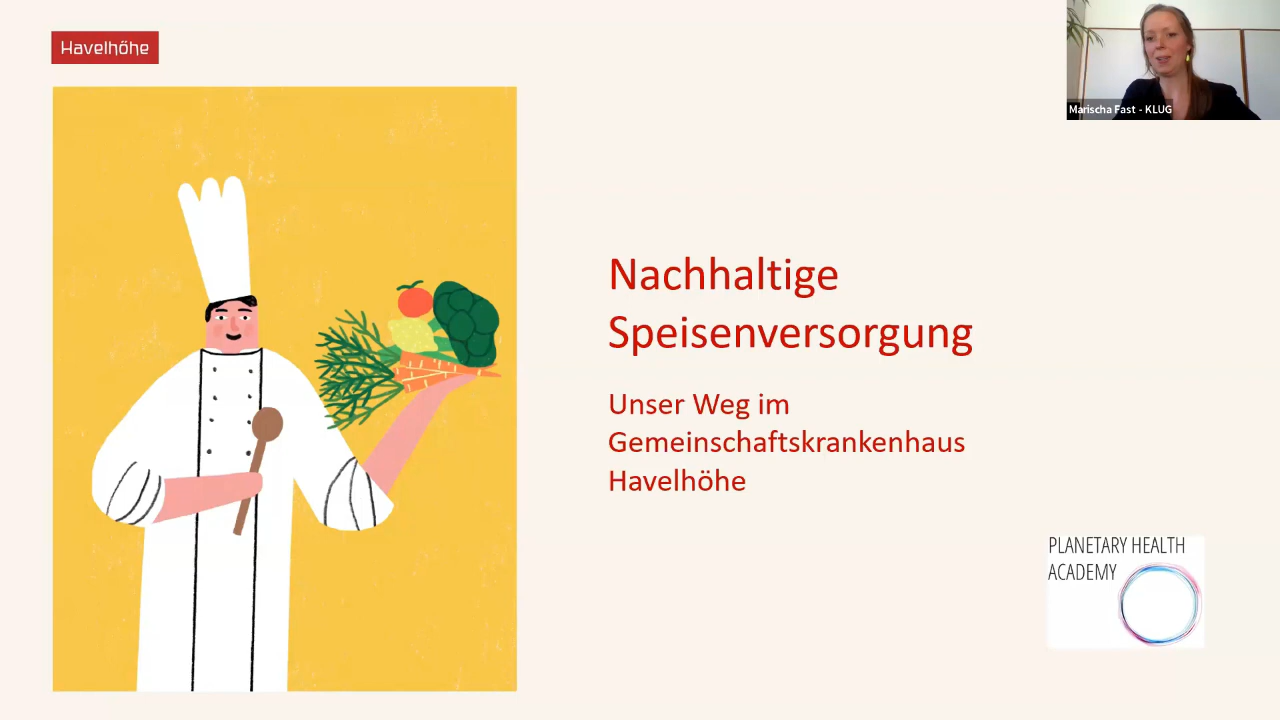 Havelhöhe
Marischa Fast - KLUG
Nachhaltige
Speisenversorgung
Unser Weg im
Gemeinschaftskrankenhaus
Havelhöhe
PLANETARY HEALTH
ACADEMY